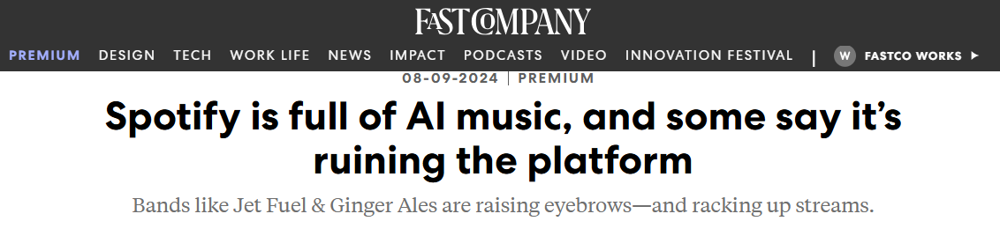 FAST COMPANY
PREMIUM DESIGN TECH WORK LIFE NEWS IMPACT PODCASTS VIDEO INNOVATION FESTIVAL | W FASTCO WORKS
08-09-2024 | PREMIUM
Spotify is full of AI music, and some say it’s
ruining the platform
Bands like Jet Fuel & Ginger Ales are raising eyebrows—and racking up streams.